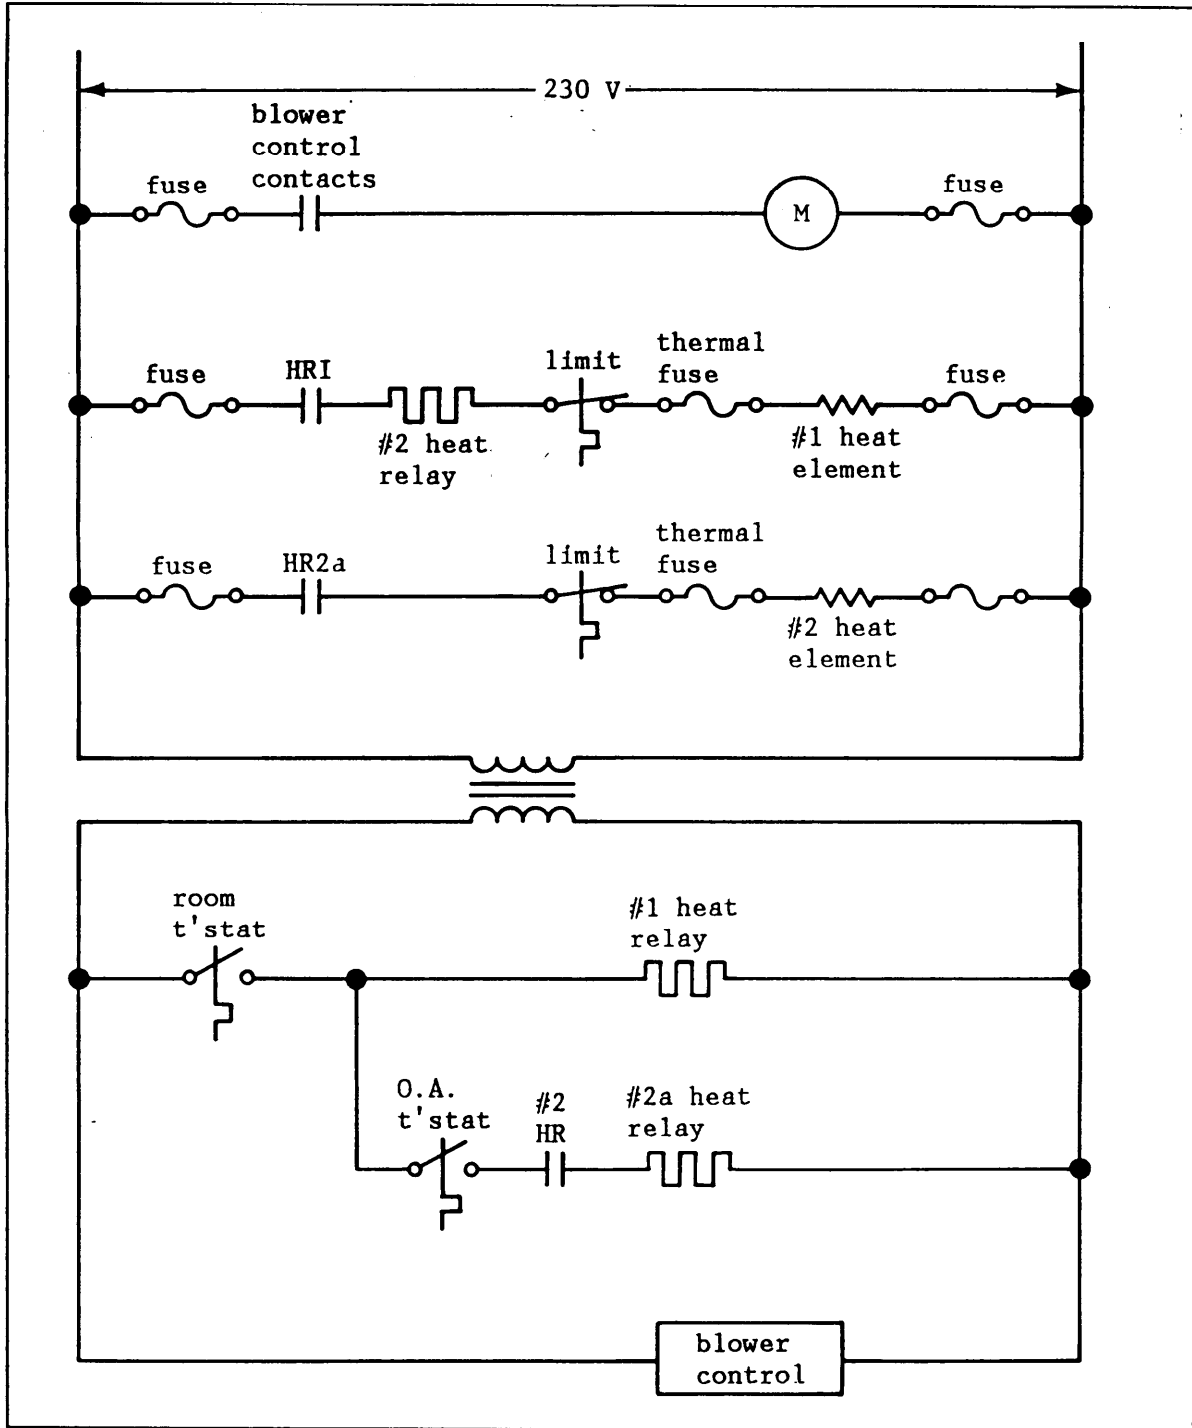 230 V
blower
control
contacts
fuse
M
fuse
fuse
HRI
#2 heat
relay
limit
thermal
fuse
#1 heat
element
fuse
fuse
HR2a
limit
thermal
fuse
#2 heat
element
room
t'stat
#1 heat
relay
O.A.
t'stat
#2
HR
#2a heat
relay
blower
control